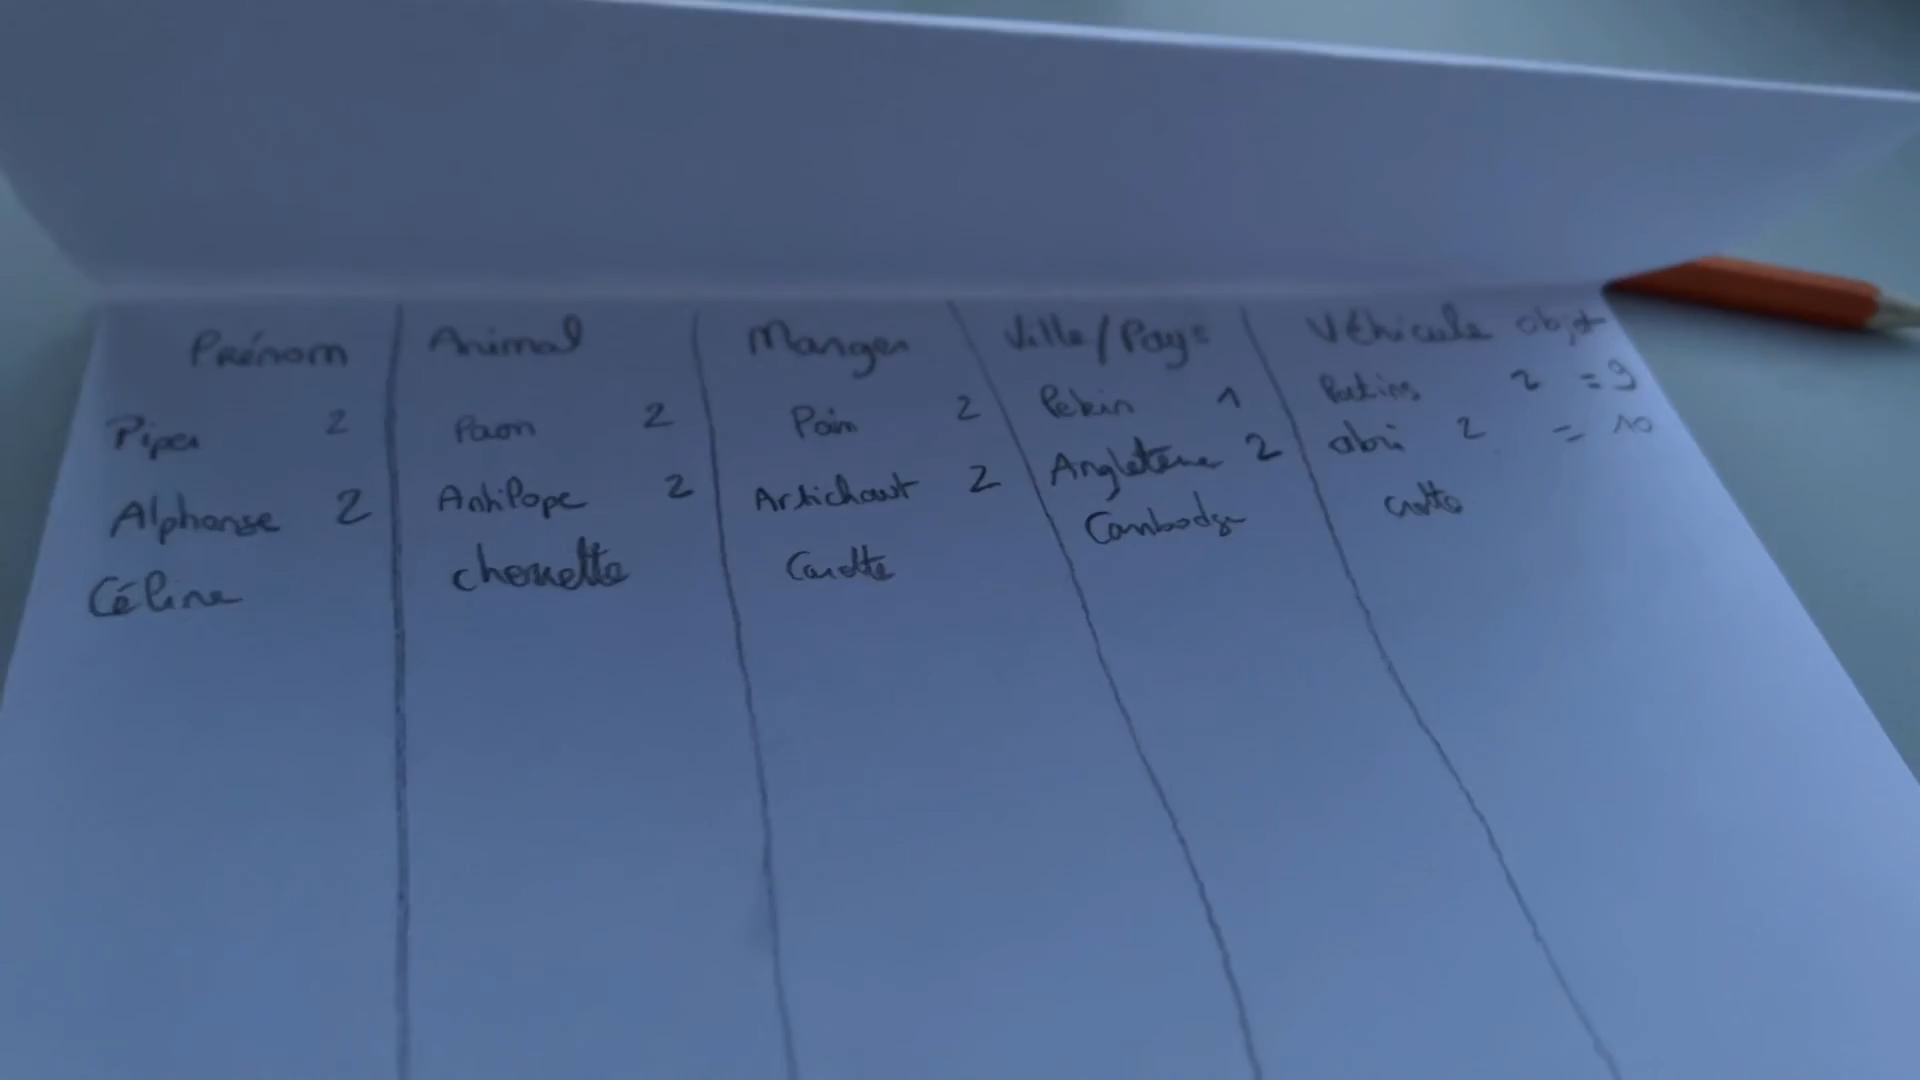 Prénom Animal Manger Ville/Pays Véhicule objet
Piper 2 Paon 2 Pain 2 Pekin 1 Patins 2 = 9
Alphonse 2 Antilope 2 Artichaut 2 Angleterre 2 abri 2 = 10
Céline chouette Carotte Cambodge